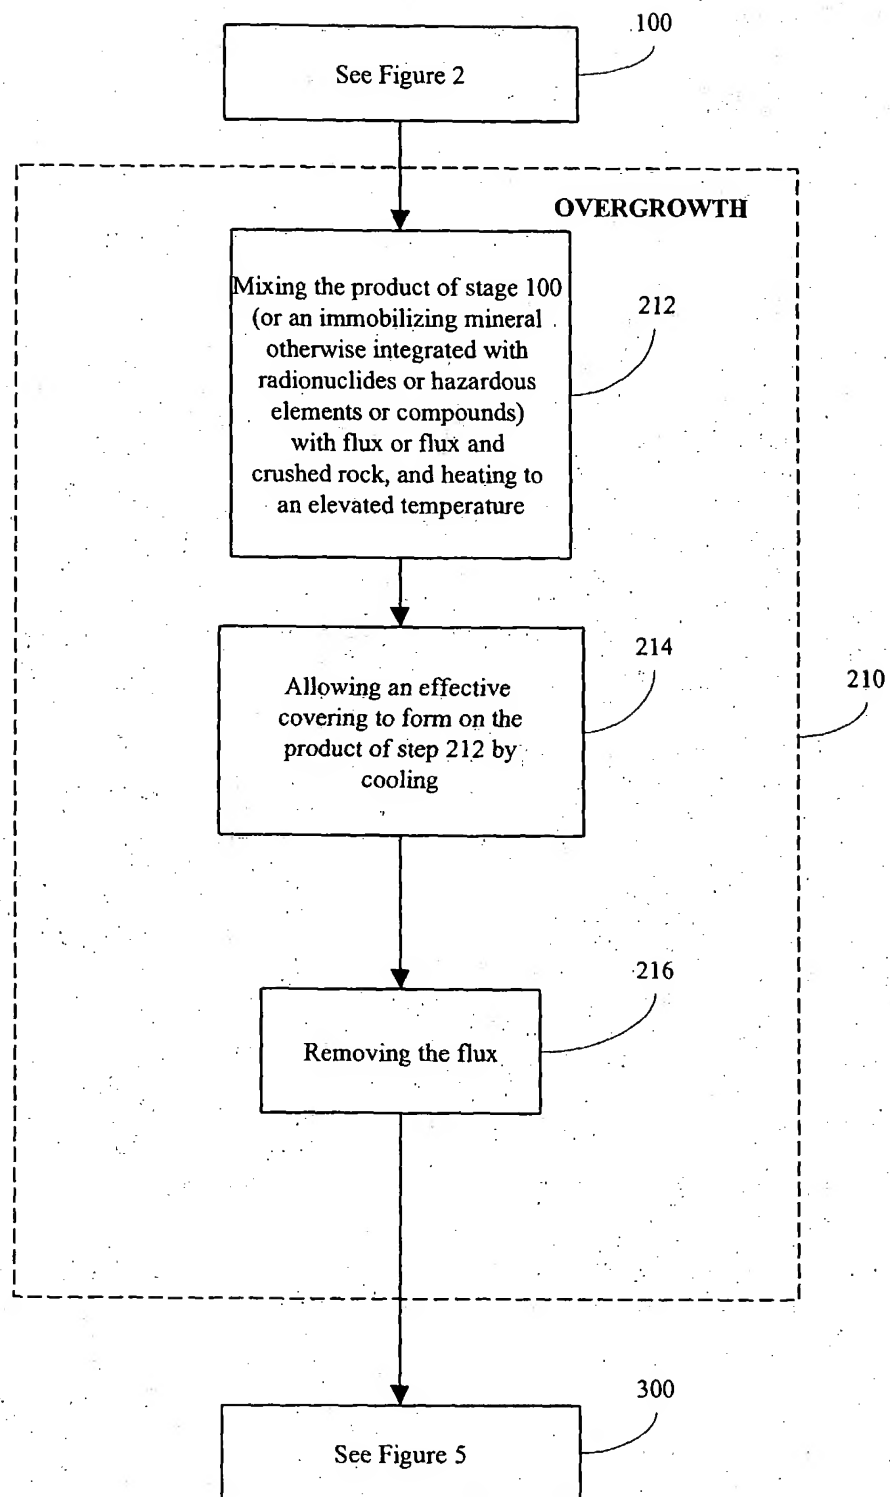 100
See Figure 2
OVERGROWTH
Mixing the product of stage 100
(or an immobilizing mineral
otherwise integrated with
radionuclides or hazardous
elements or compounds)
with flux or flux and
crushed rock, and heating to
an elevated temperature
212
Allowing an effective
covering to form on the
product of step 212 by
cooling
214
210
Removing the flux
216
See Figure 5
300